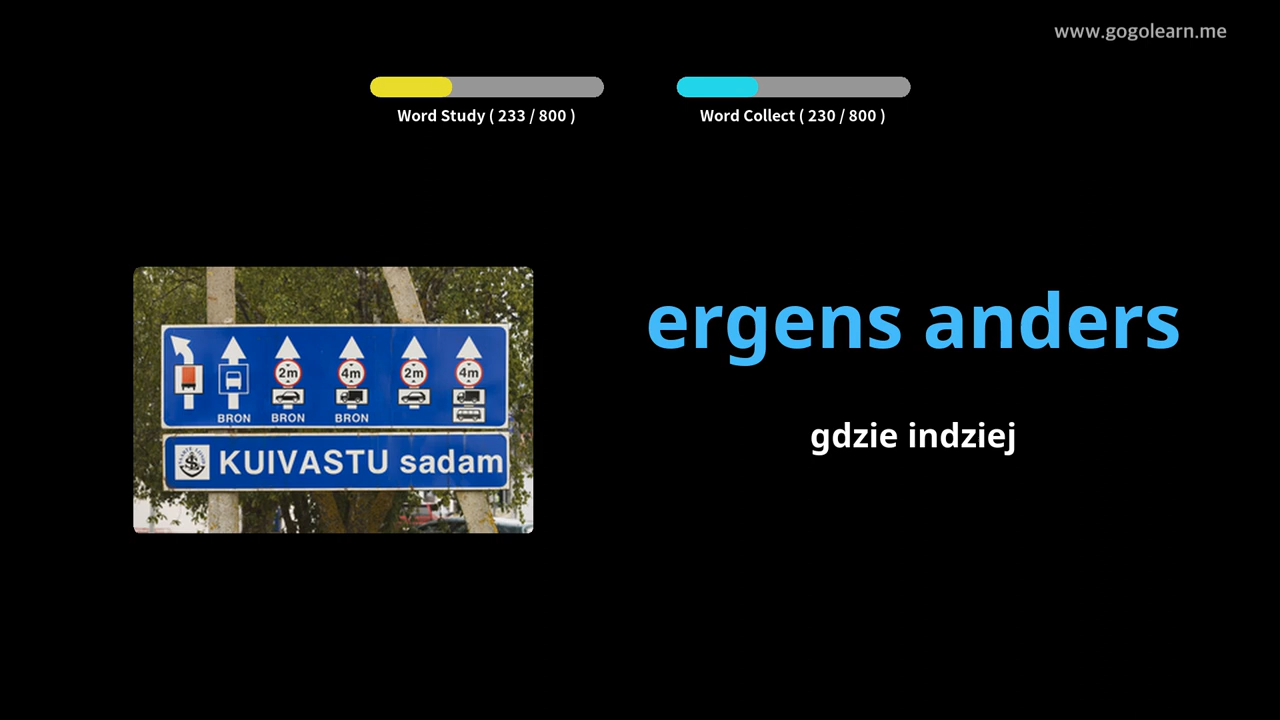 www.gogolearn.me
Word Study ( 233 / 800 )
Word Collect ( 230 / 800 )
ergens anders
gdzie indziej
2m 4m 2m 4m
BRON BRON BRON
KUIVASTU sadam